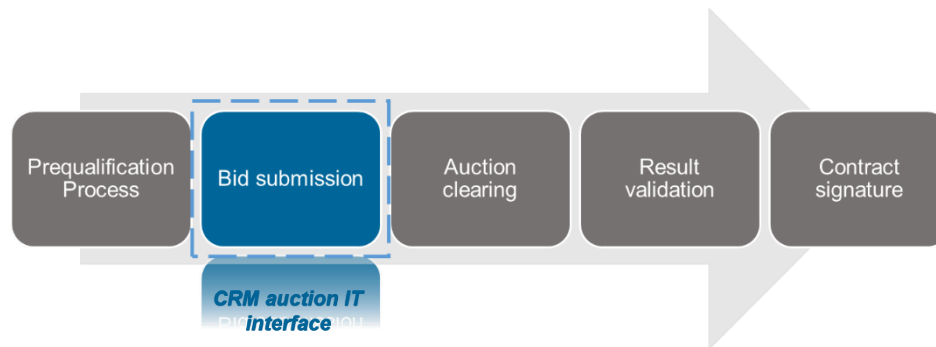 Prequalification
Process
Bid submission
Auction
clearing
Result
validation
Contract
signature
CRM auction IT
interface